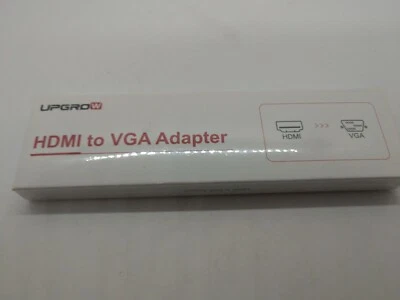 UPGROW
HDMI to VGA Adapter
HDMI >>> VGA